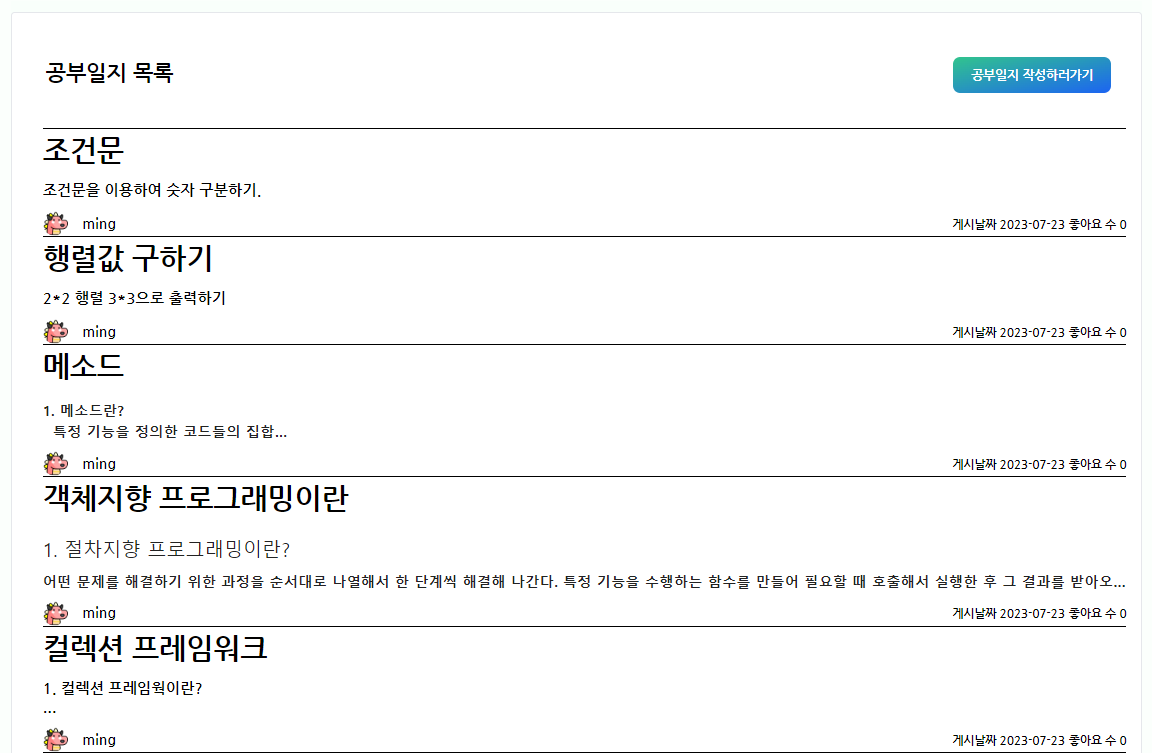 공부일지 목록
공부일지 작성하러가기
조건문
조건문을 이용하여 숫자 구분하기.
ming
게시날짜 2023-07-23 좋아요 수 0
행렬값 구하기
2*2 행렬 3*3으로 출력하기
ming
게시날짜 2023-07-23 좋아요 수 0
메소드
1. 메소드란?
특정 기능을 정의한 코드들의 집합...
ming
게시날짜 2023-07-23 좋아요 수 0
객체지향 프로그래밍이란
1. 절차지향 프로그래밍이란?
어떤 문제를 해결하기 위한 과정을 순서대로 나열해서 한 단계씩 해결해 나간다. 특정 기능을 수행하는 함수를 만들어 필요할 때 호출해서 실행한 후 그 결과를 받아오...
ming
게시날짜 2023-07-23 좋아요 수 0
컬렉션 프레임워크
1. 컬렉션 프레임웍이란?
...
ming
게시날짜 2023-07-23 좋아요 수 0